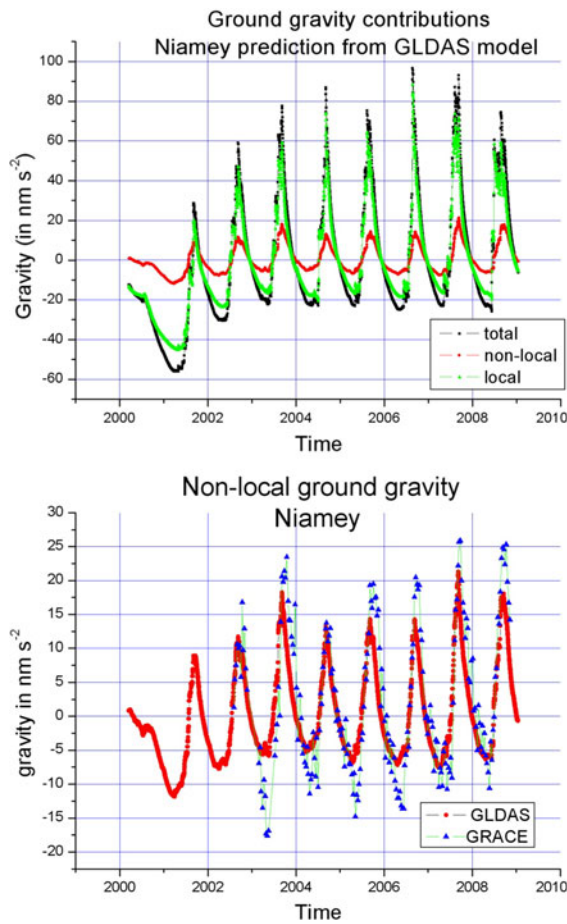 Ground gravity contributions
Niamey prediction from GLDAS model
Gravity (in nm s-2)
100
80
60
40
20
0
-20
-40
-60
total
non-local
local
2000
2002
2004
2006
2008
2010
Time
Non-local ground gravity
Niamey
gravity in nm s-2
30
25
20
15
10
5
0
-5
-10
-15
-20
GLDAS
GRACE
2000
2002
2004
2006
2008
2010
Time